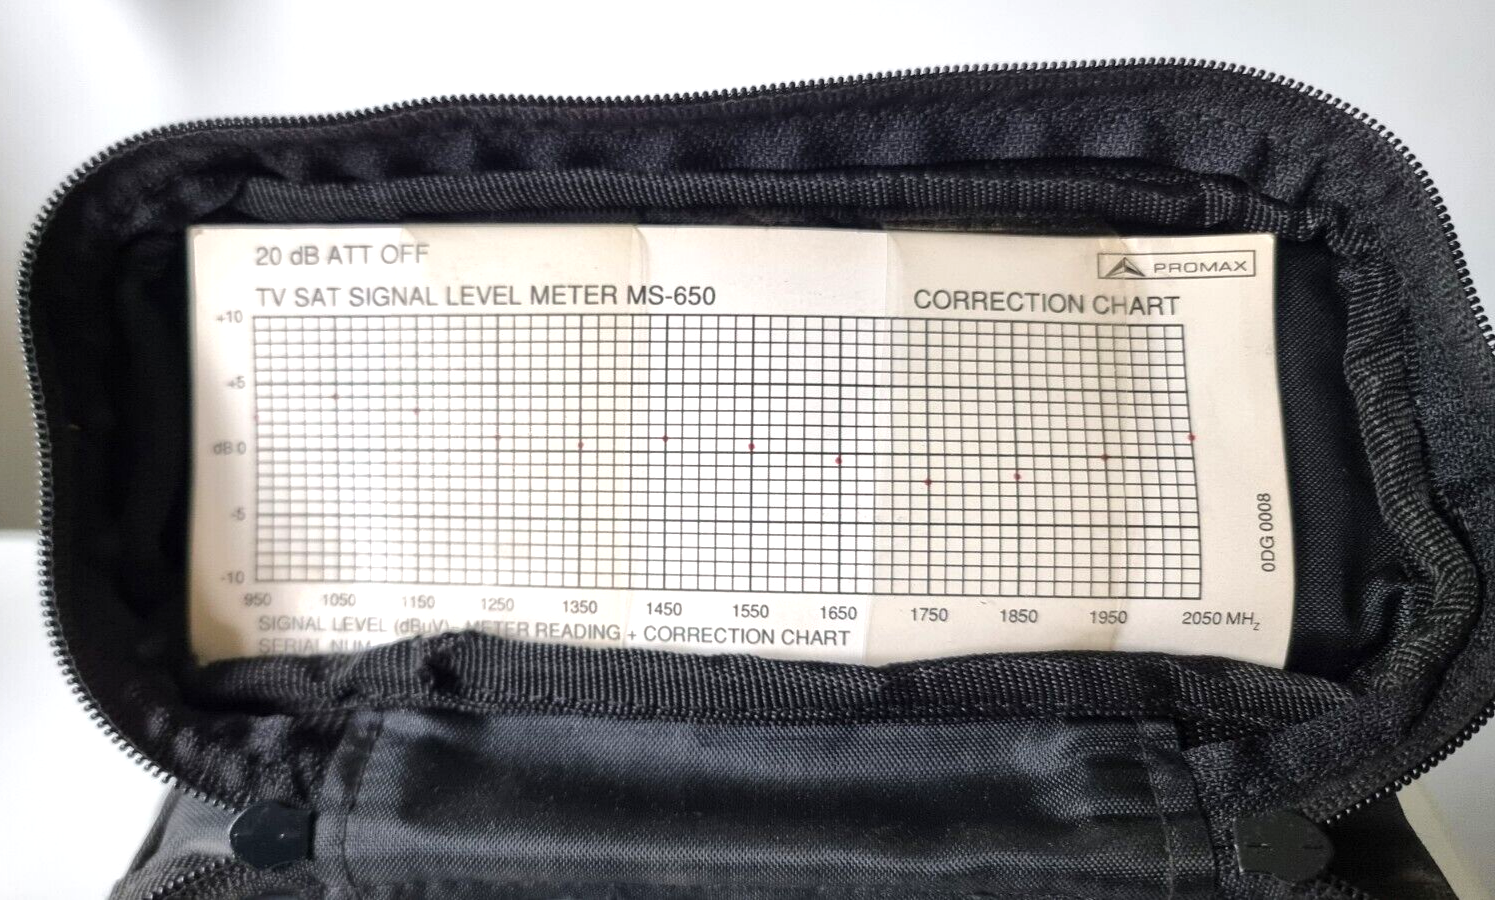 20 dB ATT OFF
PROMAX
TV SAT SIGNAL LEVEL METER MS-650
CORRECTION CHART
+10
+5
dB 0
-5
-10
950 1050 1150 1250 1350 1450 1550 1650 1750 1850 1950 2050 MHz
SIGNAL LEVEL (dBuV)= METER READING + CORRECTION CHART
SERIAL NUM
0DG 0008